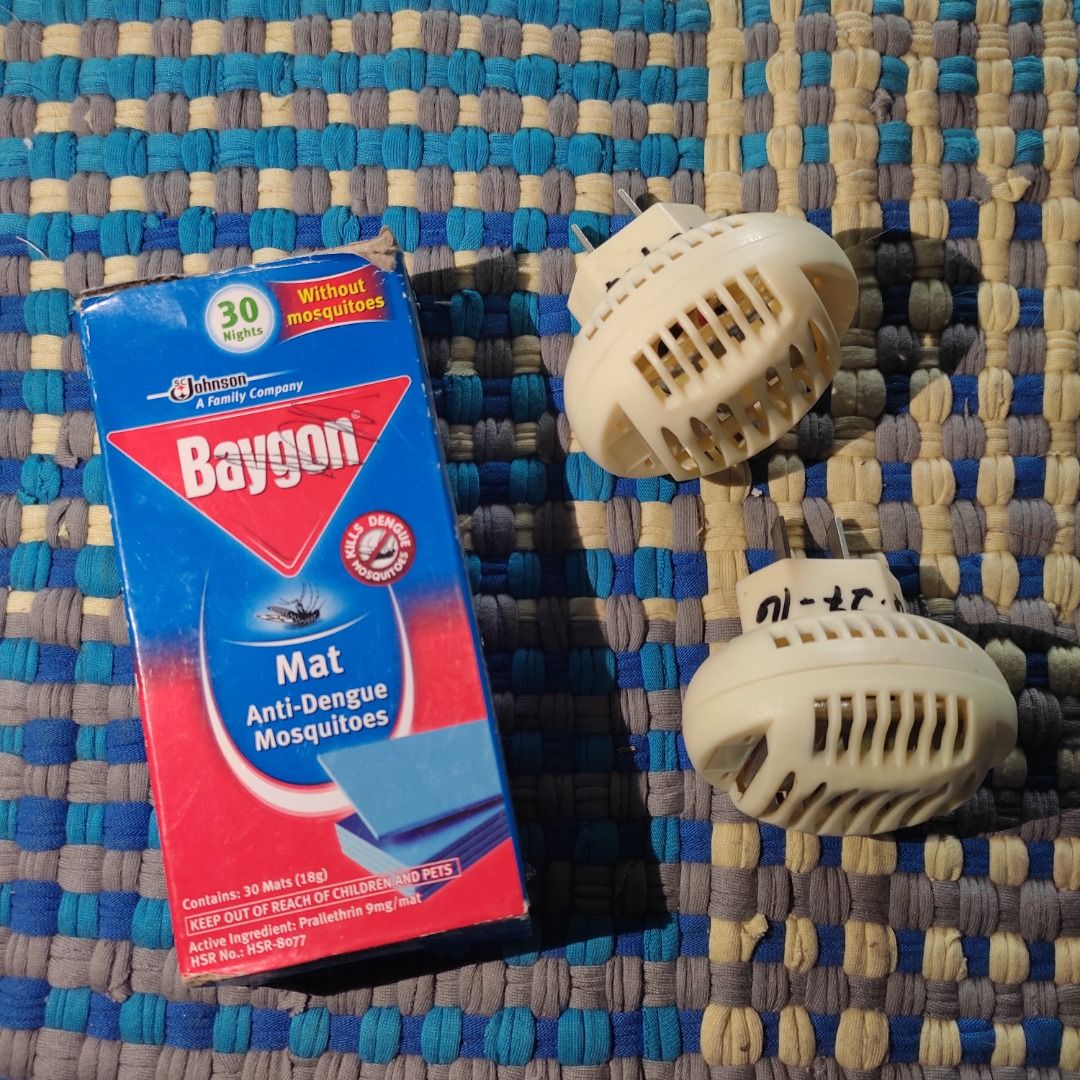 30
Nights
Without
mosquitoes
SC Johnson
A Family Company
Baygon®
KILLS DENGUE
MOSQUITOES
Mat
Anti-Dengue
Mosquitoes
Contains: 30 Mats (18g)
KEEP OUT OF REACH OF CHILDREN AND PETS
Active Ingredient: Prallethrin 9mg/mat
HSR No.: HSR-8077